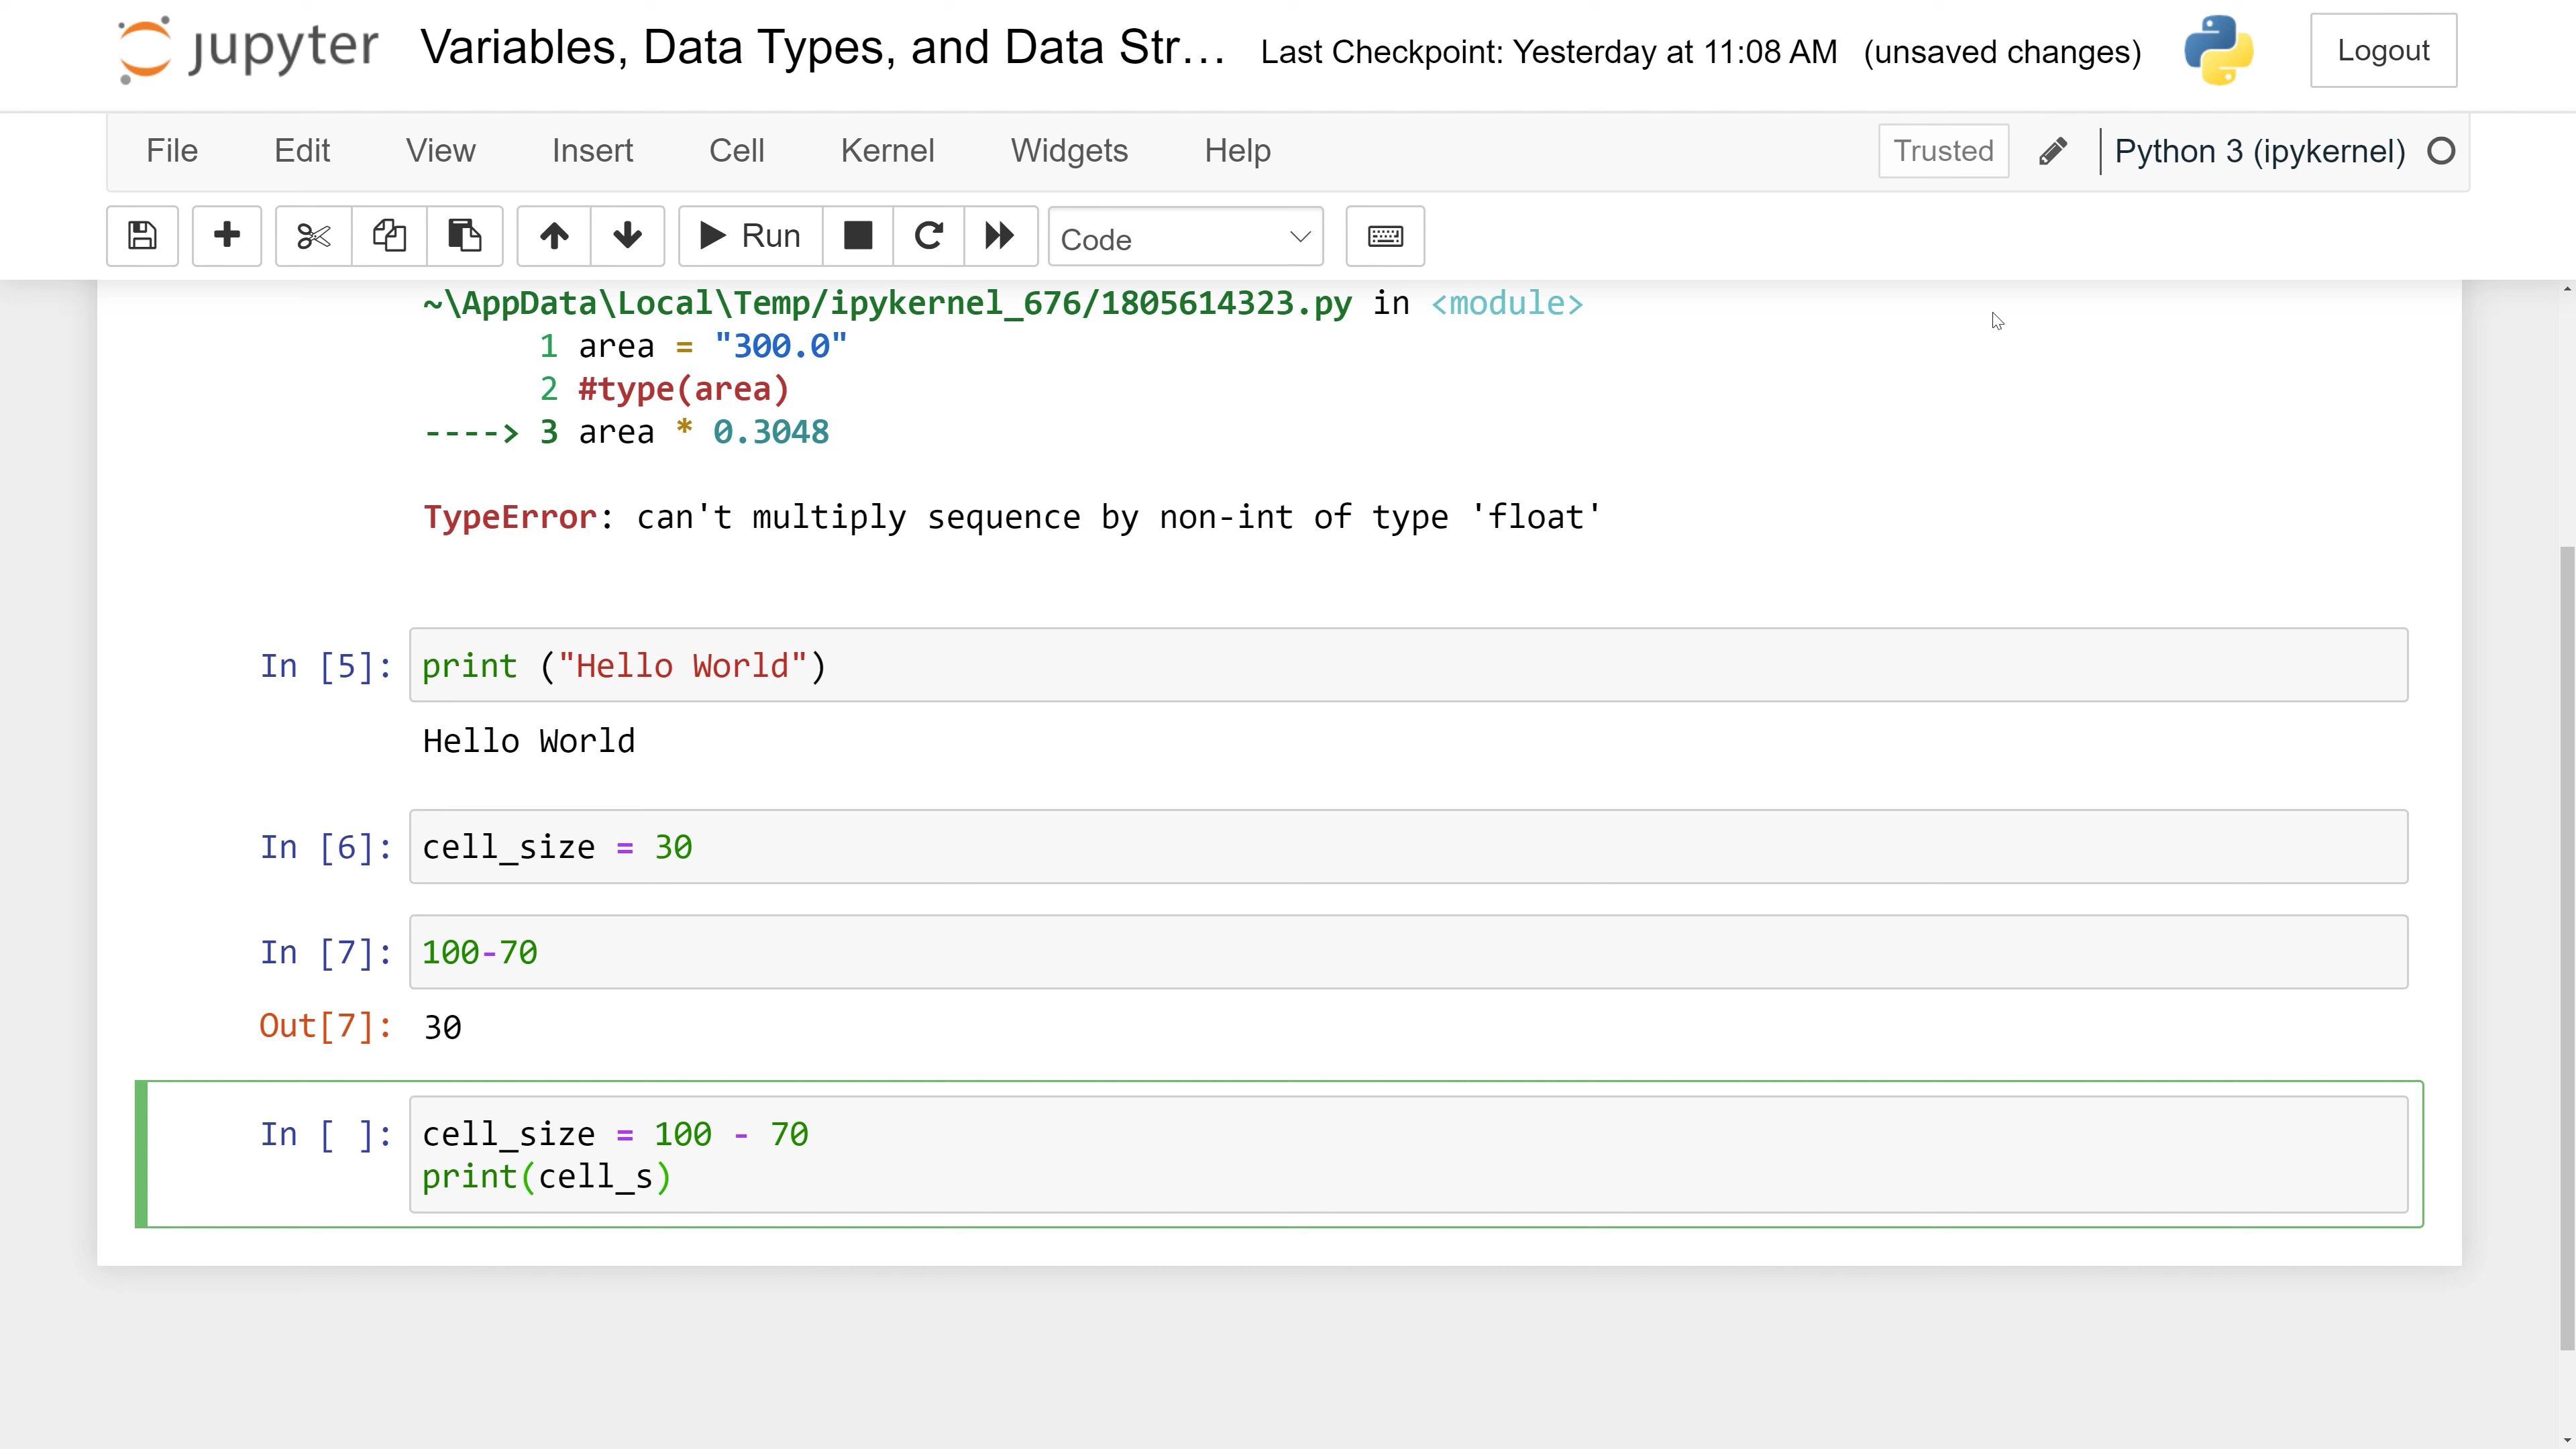 jupyter Variables, Data Types, and Data Str... Last Checkpoint: Yesterday at 11:08 AM (unsaved changes) Logout
File Edit View Insert Cell Kernel Widgets Help Trusted Python 3 (ipykernel)
Run Code
~\AppData\Local\Temp/ipykernel_676/1805614323.py in <module>
1 area = "300.0"
2 #type(area)
----> 3 area * 0.3048
TypeError: can't multiply sequence by non-int of type 'float'
In [5]: print ("Hello World")
Hello World
In [6]: cell_size = 30
In [7]: 100-70
Out[7]: 30
In [ ]: cell_size = 100 - 70
print(cell_s)